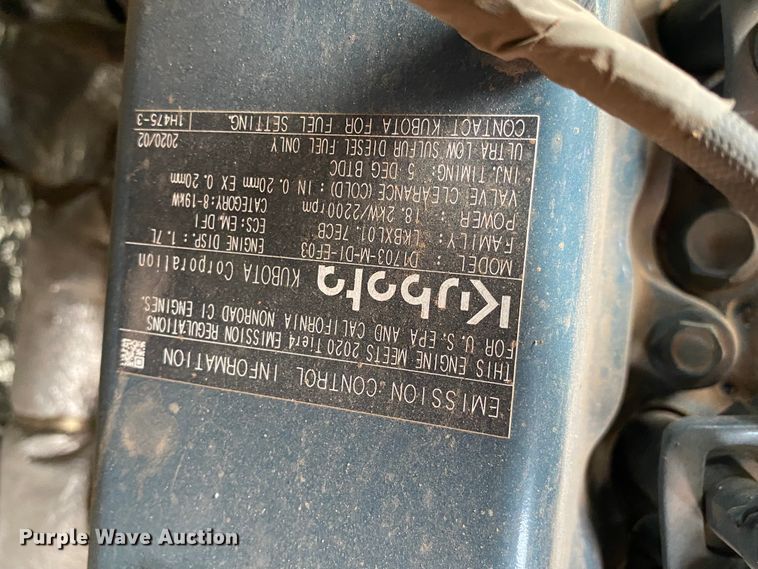 EMISSION CONTROL INFORMATION
THIS ENGINE MEETS 2020 Tier4 EMISSION REGULATIONS
FOR U.S. EPA AND CALIFORNIA NONROAD CI ENGINES.
Kubota KUBOTA Corporation
MODEL : D1703-M-DI-EF03 ENGINE DISP.: 1.7L
FAMILY : LKBXL01.7ECB ECS: EM, DFI
POWER : 18.2kW/2200rpm CATEGORY: 8-19kW
VALVE CLEARANCE (COLD) : IN 0.20mm EX 0.20mm
INJ. TIMING: 5 DEG BTDC
ULTRA LOW SULFUR DIESEL FUEL ONLY 2020/02
CONTACT KUBOTA FOR FUEL SETTING. 1H475-3
Purple Wave Auction